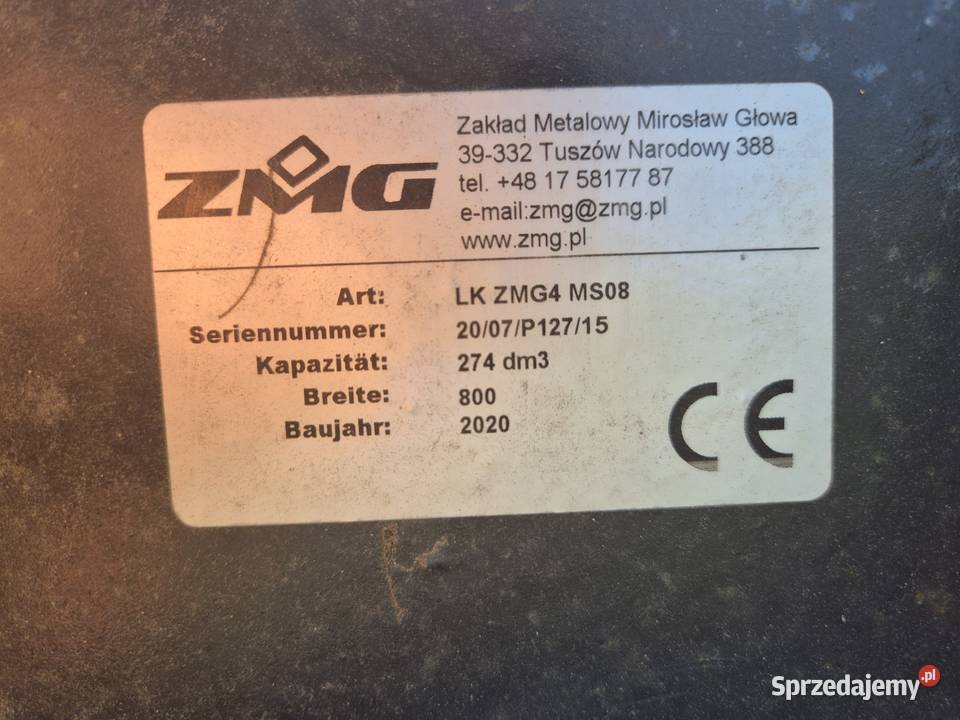 ZMG
Zakład Metalowy Mirosław Głowa
39-332 Tuszów Narodowy 388
tel. +48 17 58177 87
e-mail:zmg@zmg.pl
www.zmg.pl
Art: LK ZMG4 MS08
Seriennummer: 20/07/P127/15
Kapazität: 274 dm3
Breite: 800
Baujahr: 2020
CE
Sprzedajemy.pl